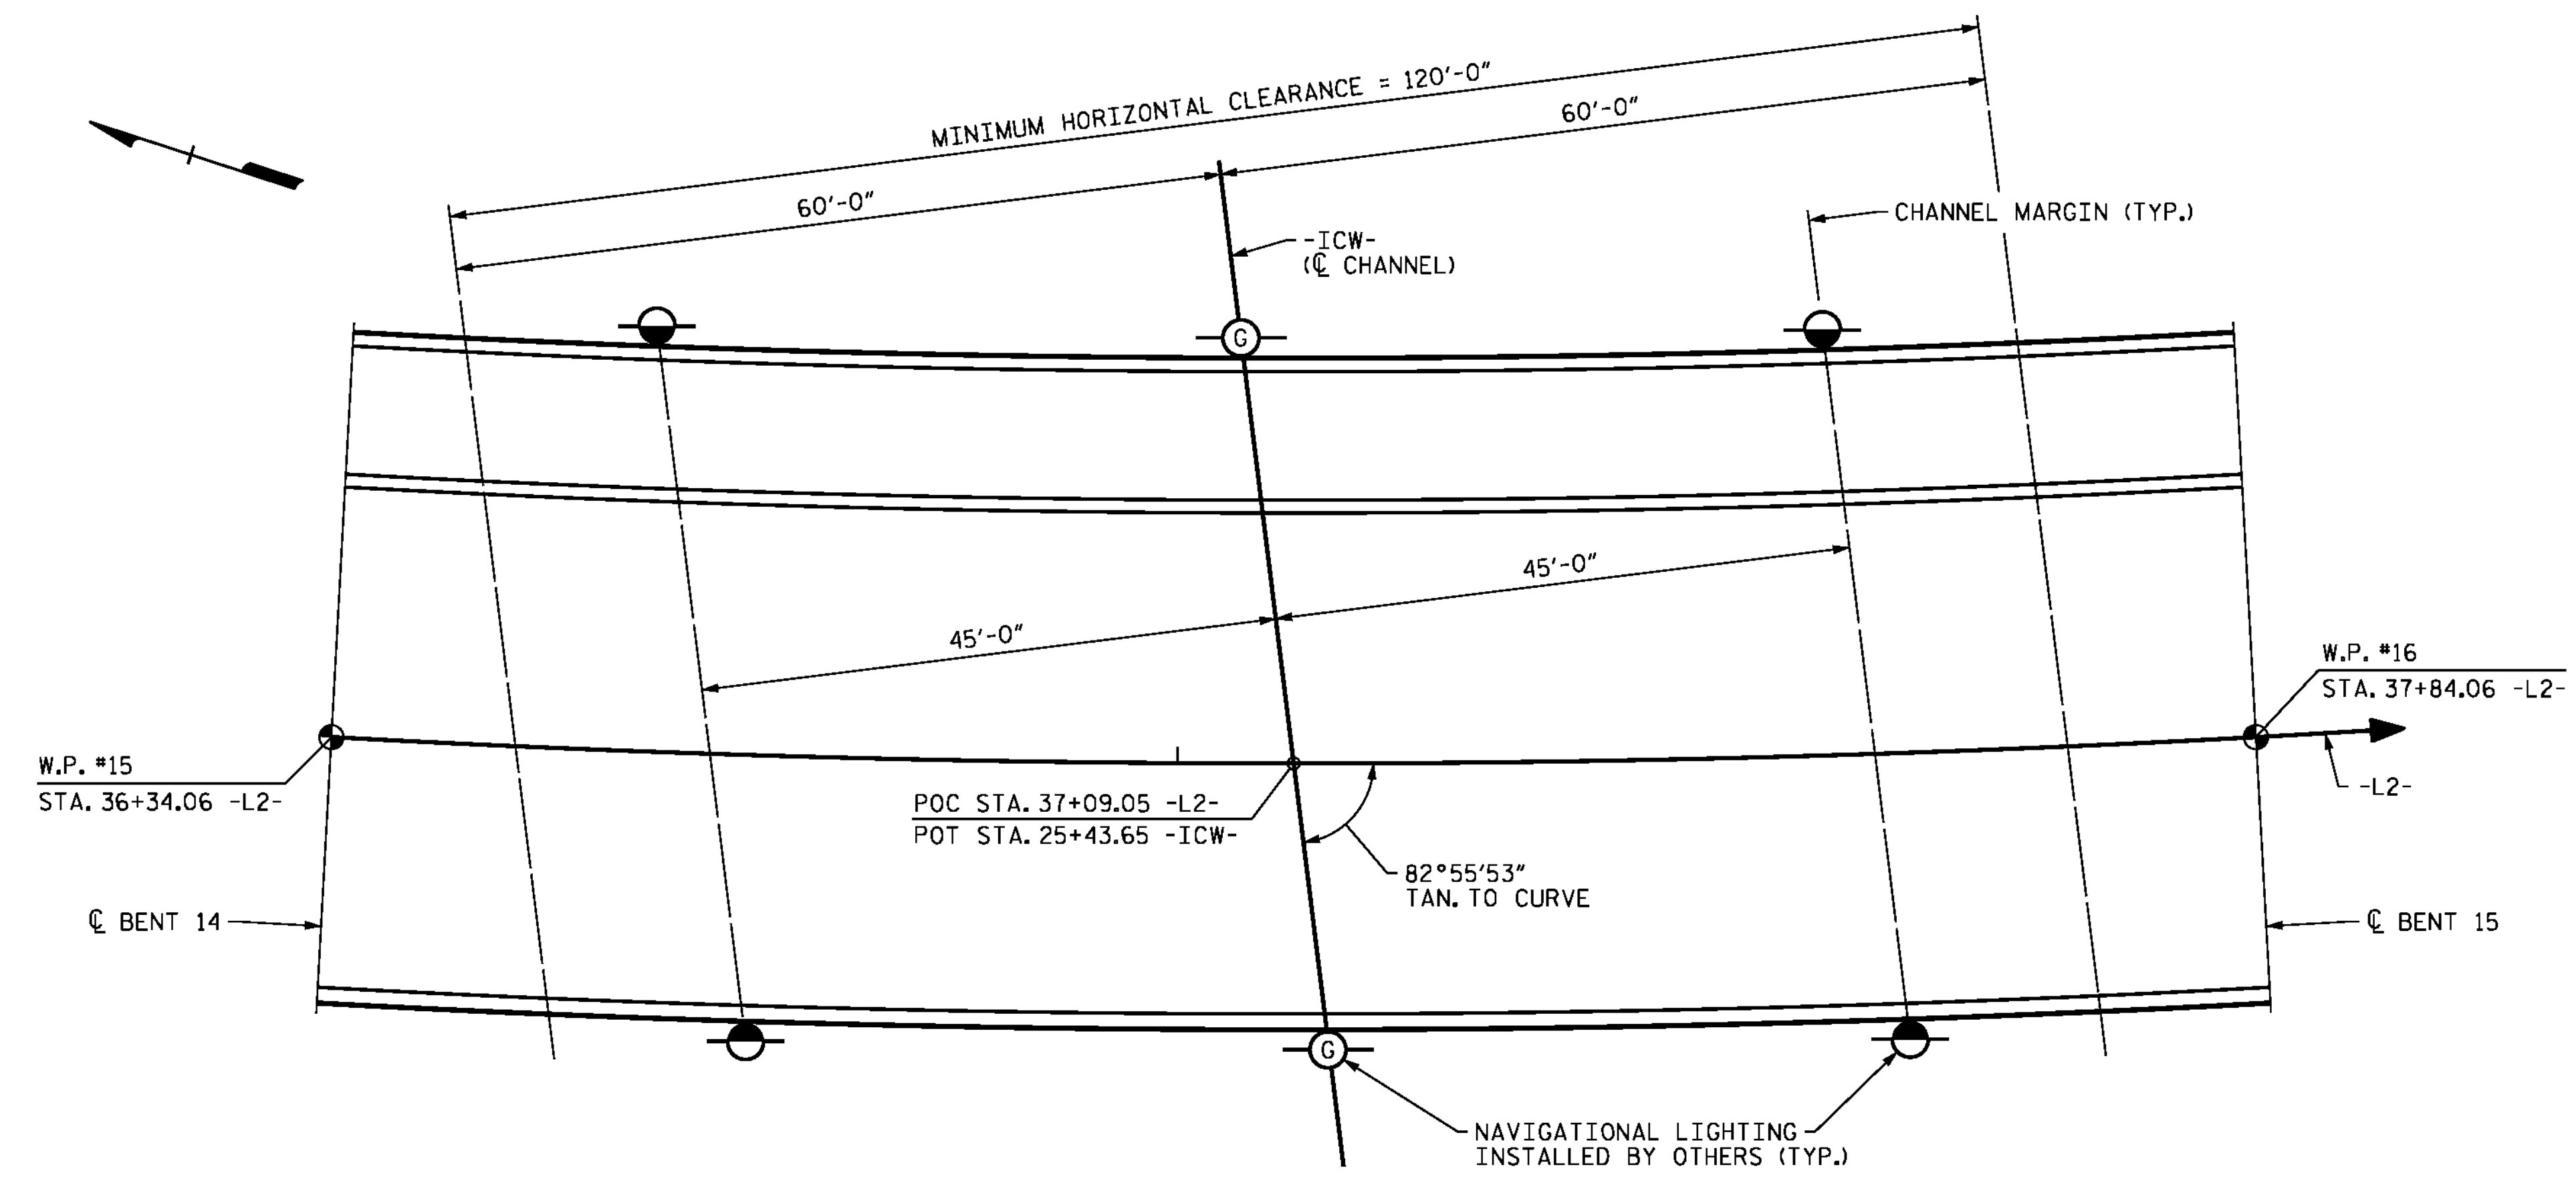 MINIMUM HORIZONTAL CLEARANCE = 120'-0"
60'-0"
60'-0"
CHANNEL MARGIN (TYP.)
-ICW-
(℄ CHANNEL)
G
45'-0"
45'-0"
W.P. #16
STA. 37+84.06 -L2-
W.P. #15
STA. 36+34.06 -L2-
-L2-
POC STA. 37+09.05 -L2-
POT STA. 25+43.65 -ICW-
82°55'53"
TAN. TO CURVE
℄ BENT 14
℄ BENT 15
G
NAVIGATIONAL LIGHTING
INSTALLED BY OTHERS (TYP.)